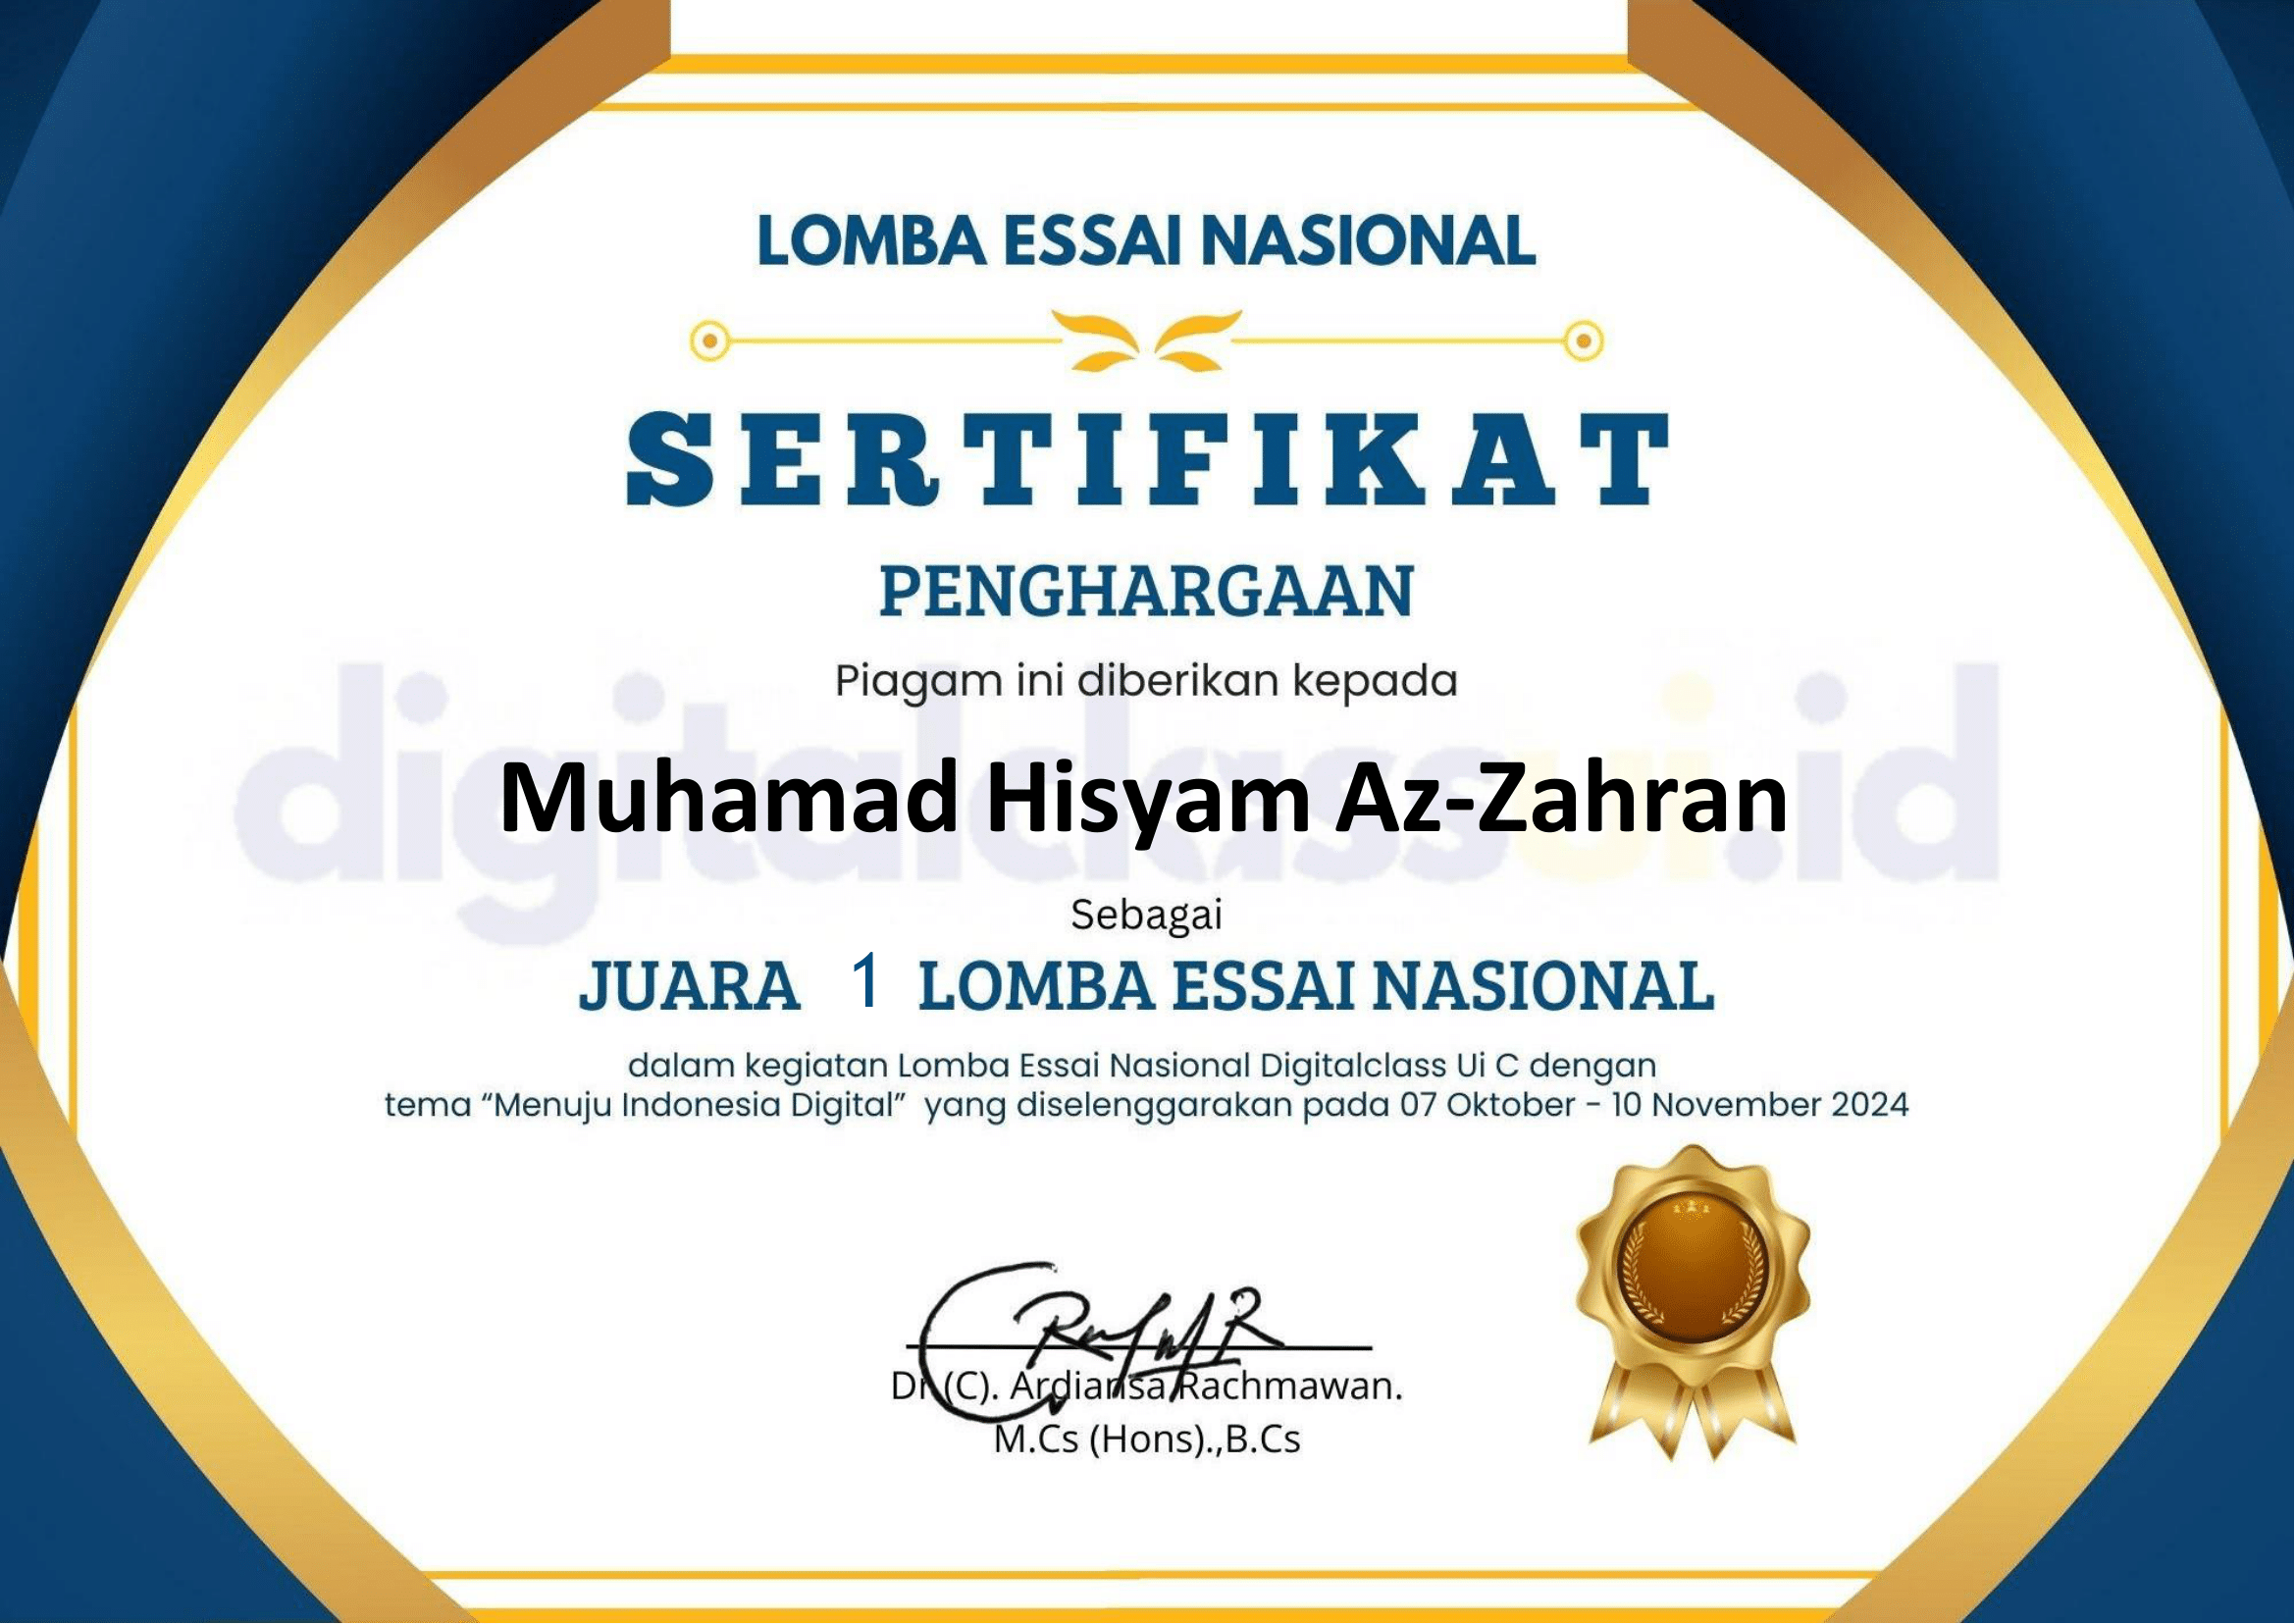 LOMBA ESSAI NASIONAL
SERTIFIKAT
PENGHARGAAN
Piagam ini diberikan kepada
digitalclassui.id
Muhamad Hisyam Az-Zahran
Sebagai
JUARA 1 LOMBA ESSAI NASIONAL
dalam kegiatan Lomba Essai Nasional Digitalclass Ui C dengan
tema “Menuju Indonesia Digital” yang diselenggarakan pada 07 Oktober - 10 November 2024
Dr (C). Ardiansa Rachmawan.
M.Cs (Hons).,B.Cs